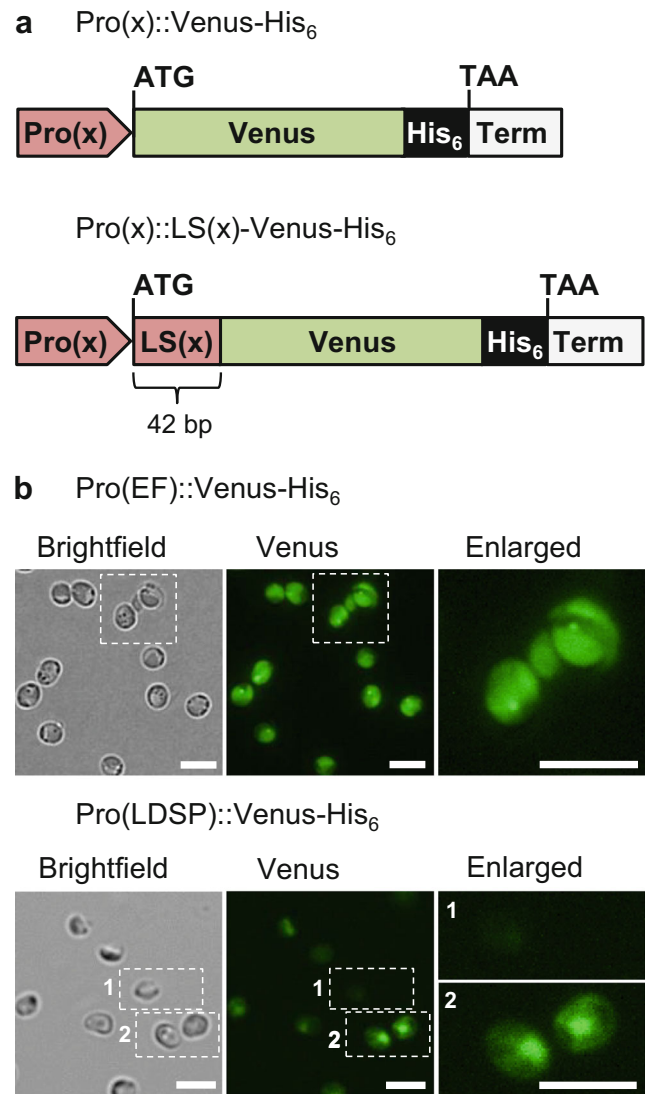 a Pro(x)::Venus-His₆
ATG TAA
Pro(x) Venus His₆ Term
Pro(x)::LS(x)-Venus-His₆
ATG TAA
Pro(x) LS(x) Venus His₆ Term
42 bp
b Pro(EF)::Venus-His₆
Brightfield Venus Enlarged
Pro(LDSP)::Venus-His₆
Brightfield Venus Enlarged
1
1 1
2 2 2